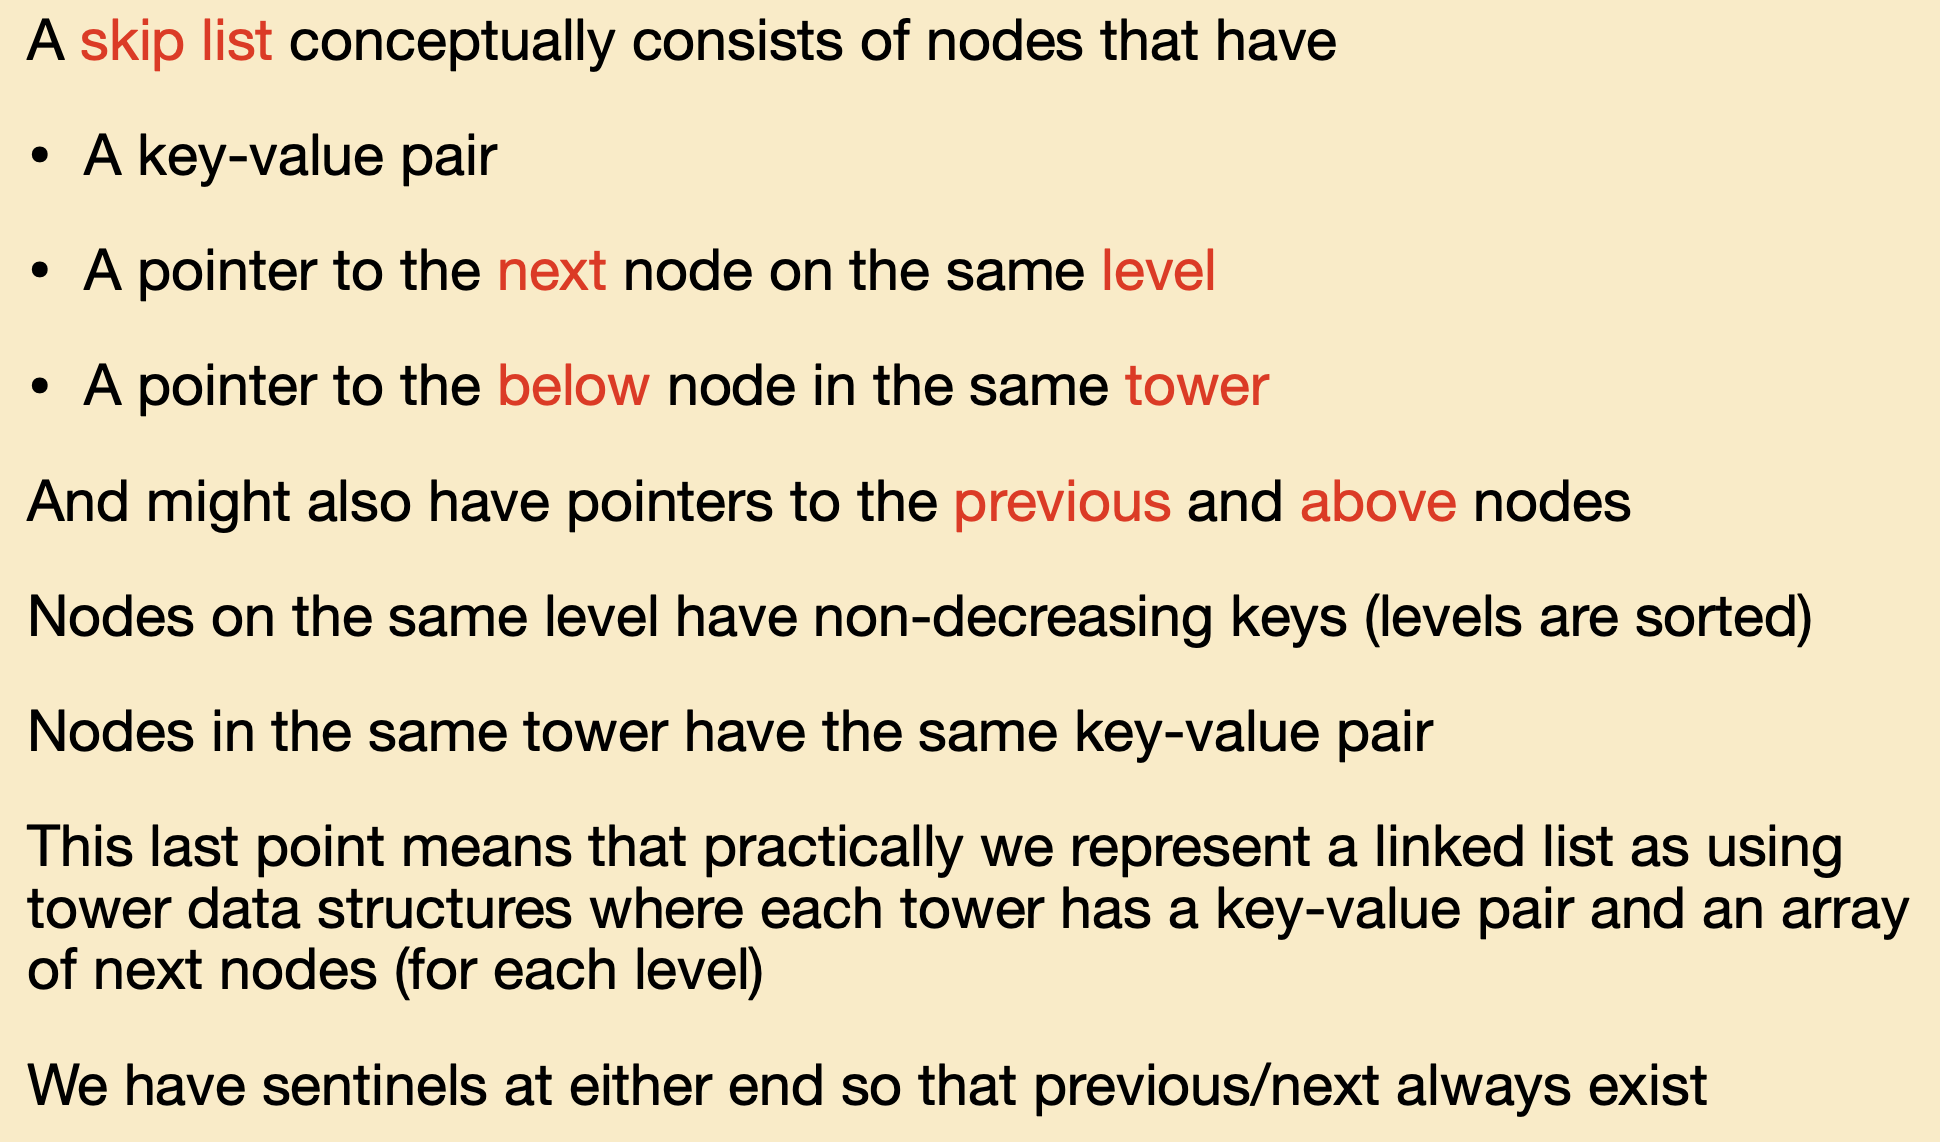 A skip list conceptually consists of nodes that have
• A key-value pair
• A pointer to the next node on the same level
• A pointer to the below node in the same tower
And might also have pointers to the previous and above nodes
Nodes on the same level have non-decreasing keys (levels are sorted)
Nodes in the same tower have the same key-value pair
This last point means that practically we represent a linked list as using
tower data structures where each tower has a key-value pair and an array
of next nodes (for each level)
We have sentinels at either end so that previous/next always exist